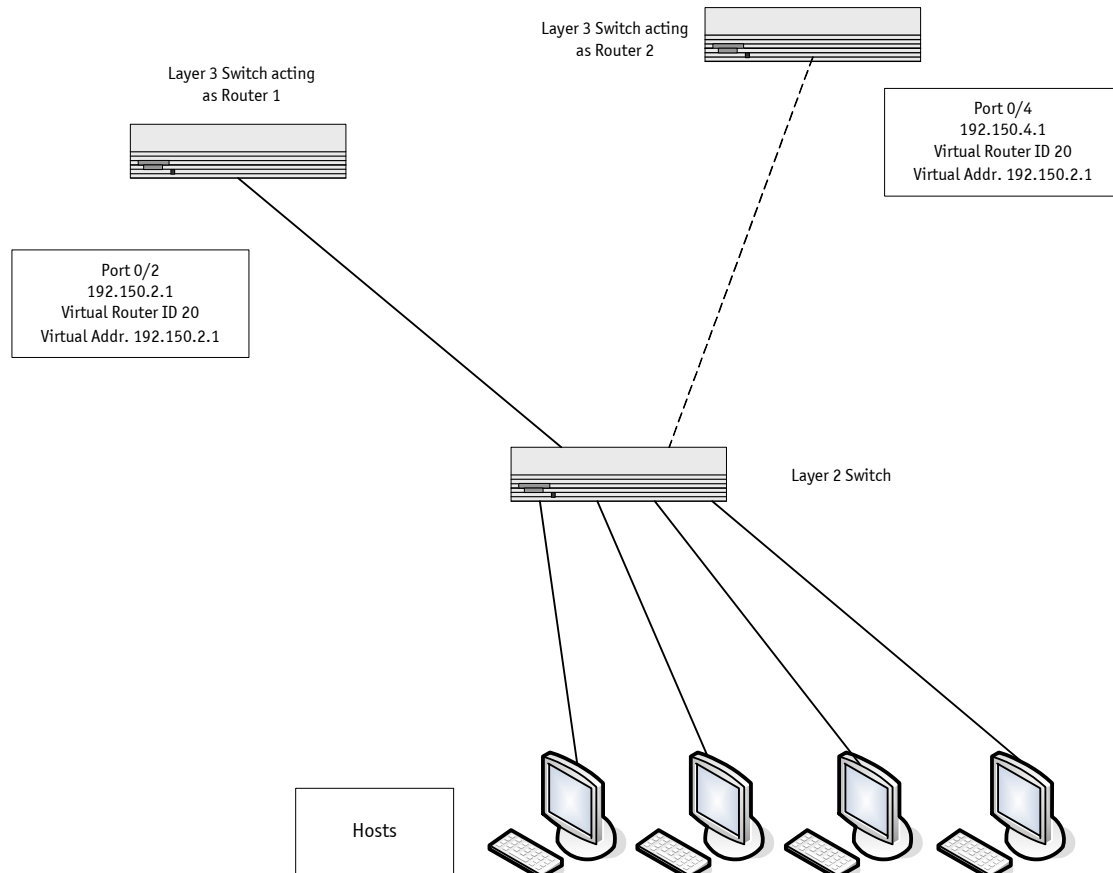 Layer 3 Switch acting
as Router 2
Layer 3 Switch acting
as Router 1
Port 0/4
192.150.4.1
Virtual Router ID 20
Virtual Addr. 192.150.2.1
Port 0/2
192.150.2.1
Virtual Router ID 20
Virtual Addr. 192.150.2.1
Layer 2 Switch
Hosts